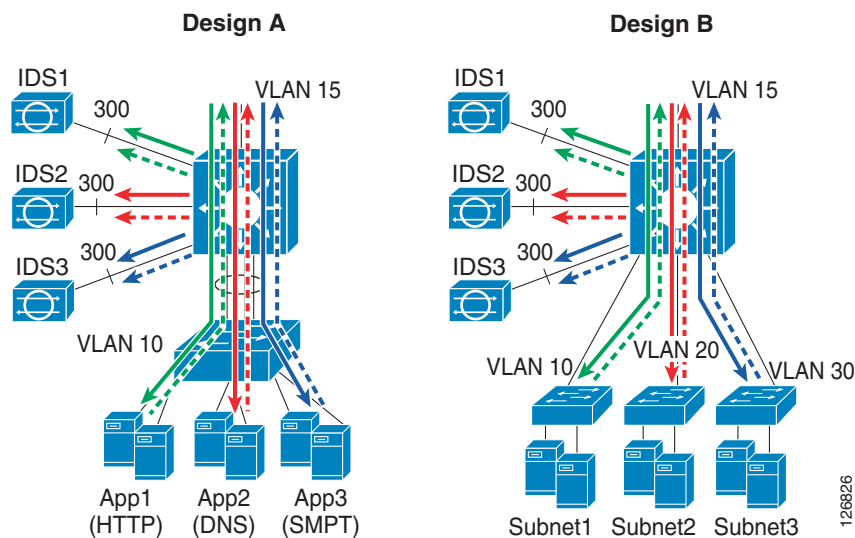 Design A
Design B
IDS1
300
VLAN 15
IDS2
300
IDS3
300
VLAN 10
App1
(HTTP)
App2
(DNS)
App3
(SMPT)
IDS1
300
VLAN 15
IDS2
300
IDS3
300
VLAN 10
VLAN 20
VLAN 30
Subnet1
Subnet2
Subnet3
126826